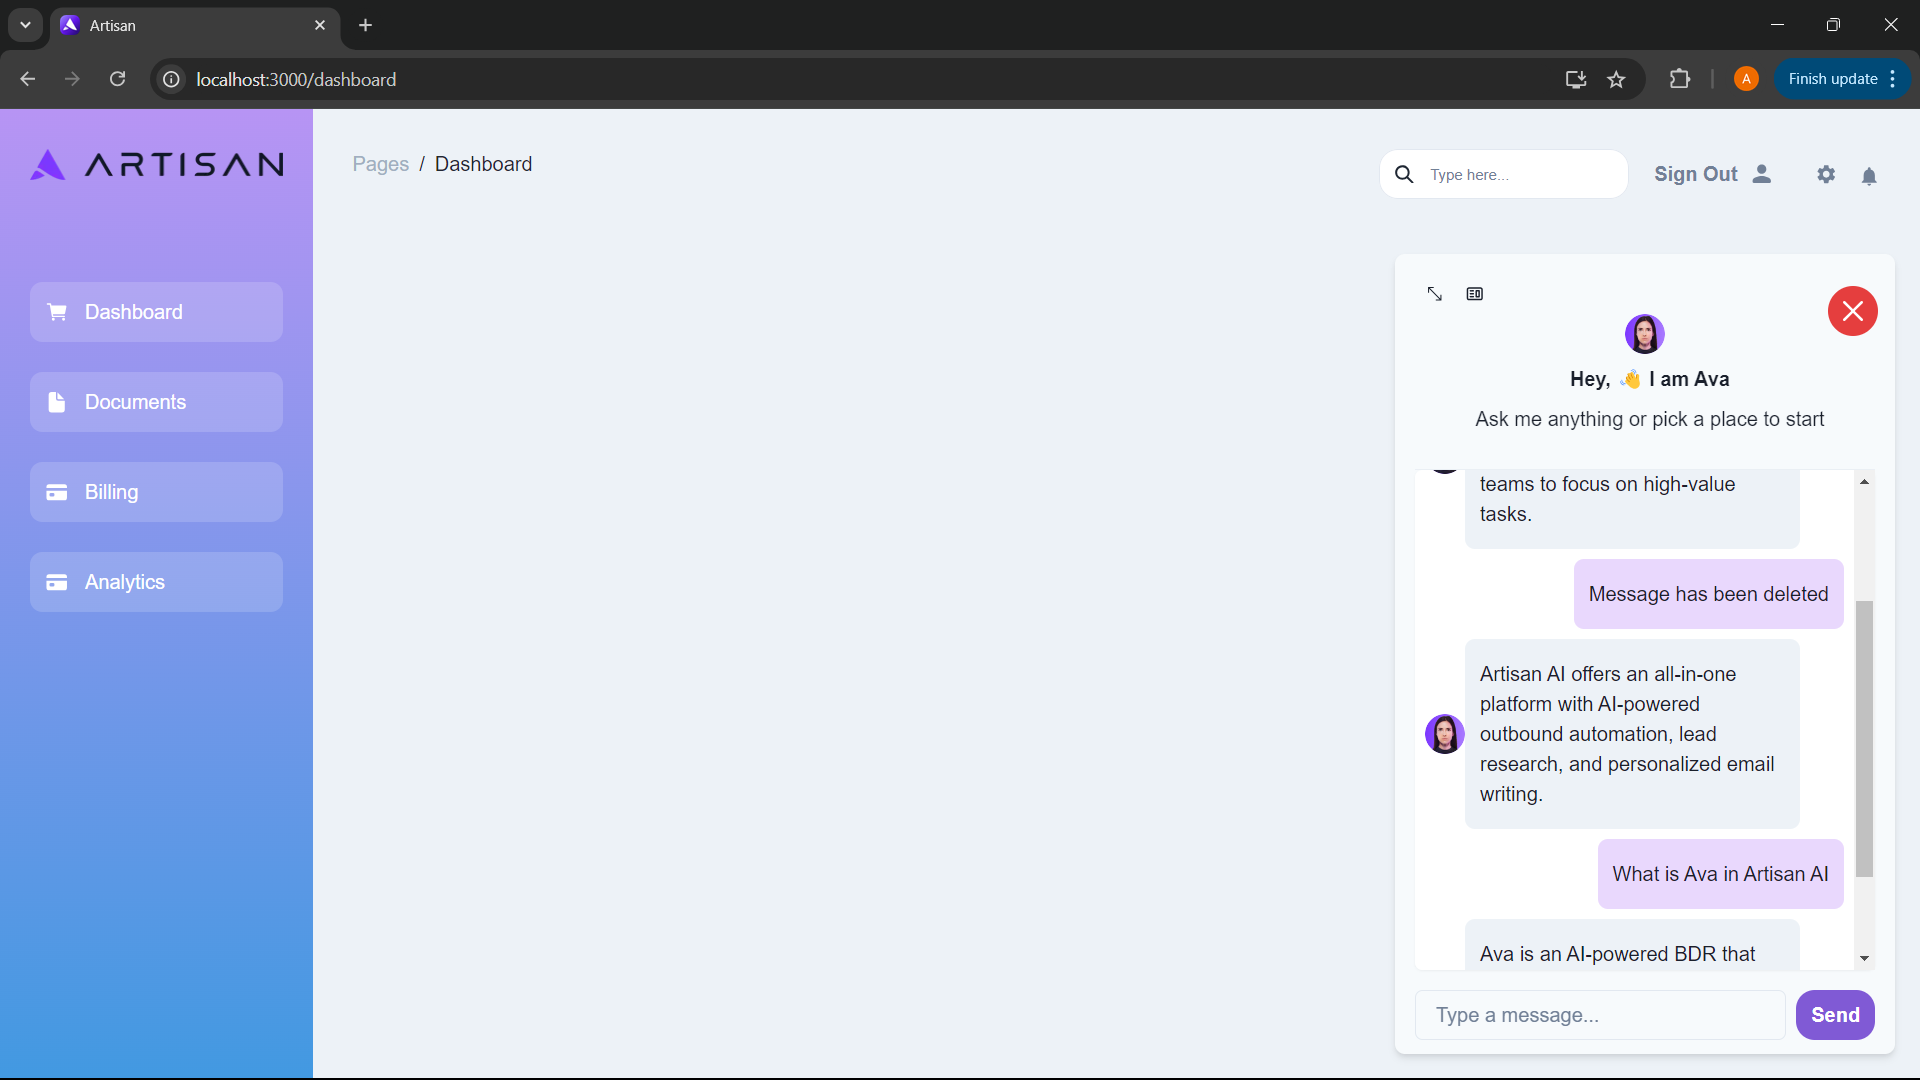 Artisan
localhost:3000/dashboard
A
Finish update
ARTISAN
Pages / Dashboard
Type here...
Sign Out
Dashboard
Documents
Billing
Analytics
Hey, 👋 I am Ava
Ask me anything or pick a place to start
teams to focus on high-value
tasks.
Message has been deleted
Artisan AI offers an all-in-one
platform with AI-powered
outbound automation, lead
research, and personalized email
writing.
What is Ava in Artisan AI
Ava is an AI-powered BDR that
Type a message...
Send